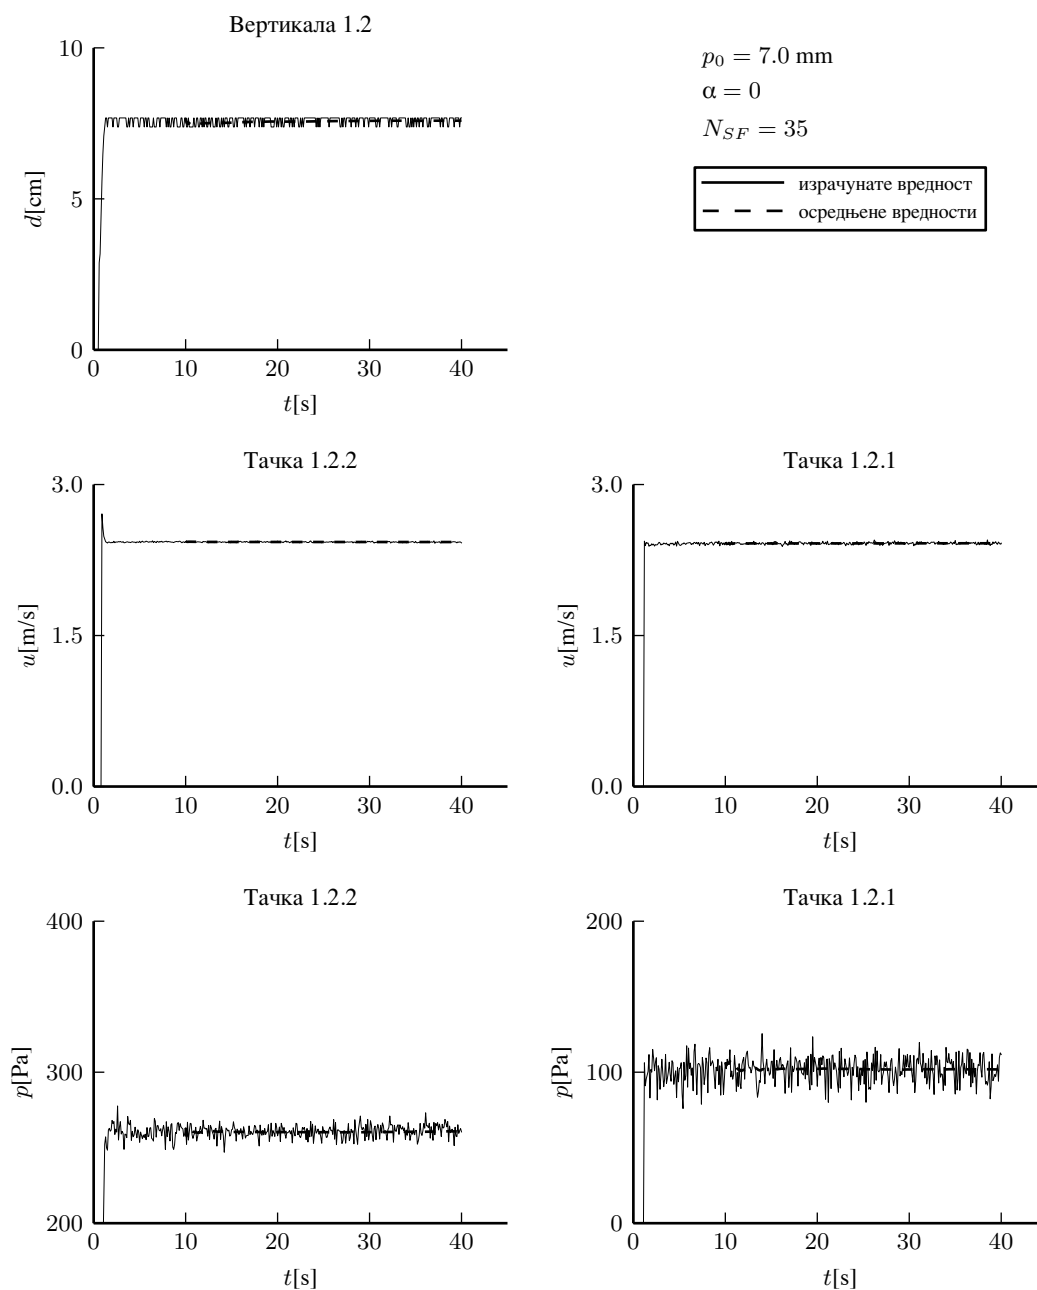 Вертикала 1.2
10
5
0
d[cm]
0 10 20 30 40
t[s]
p₀ = 7.0 mm
α = 0
N_SF = 35
израчунате вредност
осредњене вредности
Тачка 1.2.2
3.0
1.5
0.0
u[m/s]
0 10 20 30 40
t[s]
Тачка 1.2.1
3.0
1.5
0.0
u[m/s]
0 10 20 30 40
t[s]
Тачка 1.2.2
400
300
200
p[Pa]
0 10 20 30 40
t[s]
Тачка 1.2.1
200
100
0
p[Pa]
0 10 20 30 40
t[s]